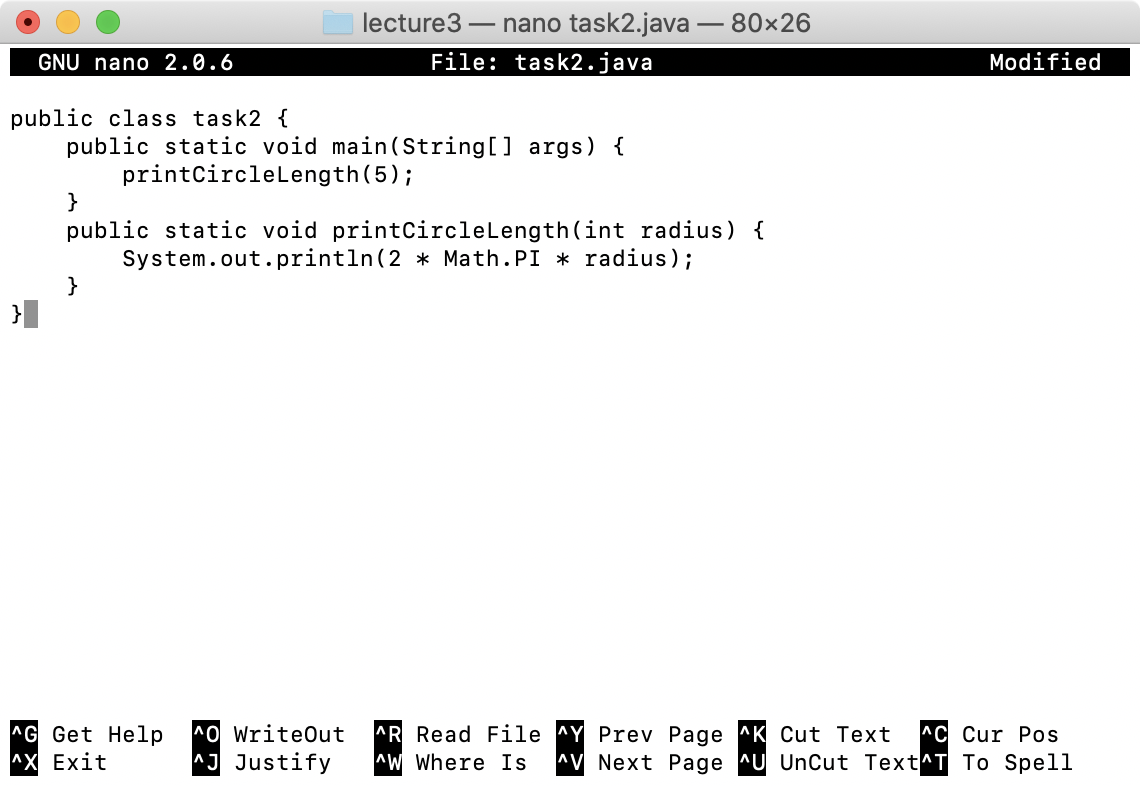 lecture3 — nano task2.java — 80×26
GNU nano 2.0.6 File: task2.java Modified
public class task2 {
    public static void main(String[] args) {
        printCircleLength(5);
    }
    public static void printCircleLength(int radius) {
        System.out.println(2 * Math.PI * radius);
    }
}
^G Get Help ^O WriteOut ^R Read File ^Y Prev Page ^K Cut Text ^C Cur Pos
^X Exit ^J Justify ^W Where Is ^V Next Page ^U UnCut Text ^T To Spell